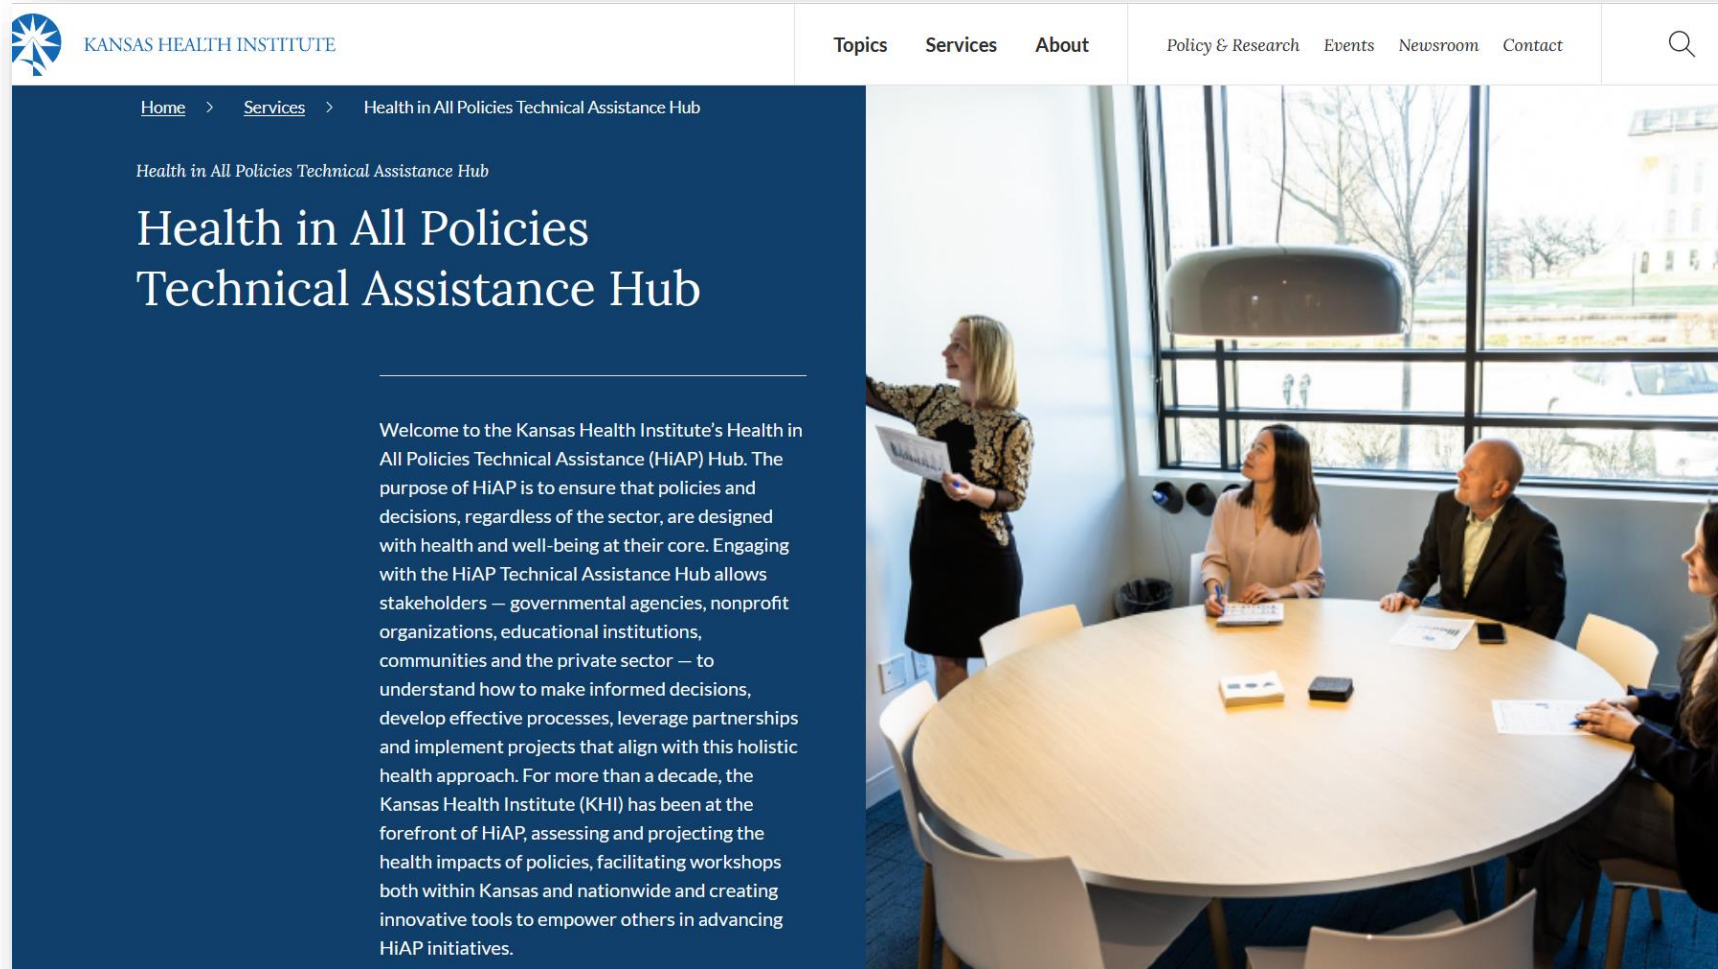 KANSAS HEALTH INSTITUTE
Topics Services About Policy & Research Events Newsroom Contact
Home > Services > Health in All Policies Technical Assistance Hub
Health in All Policies Technical Assistance Hub
Health in All Policies
Technical Assistance Hub
Welcome to the Kansas Health Institute’s Health in
All Policies Technical Assistance (HiAP) Hub. The
purpose of HiAP is to ensure that policies and
decisions, regardless of the sector, are designed
with health and well-being at their core. Engaging
with the HiAP Technical Assistance Hub allows
stakeholders — governmental agencies, nonprofit
organizations, educational institutions,
communities and the private sector — to
understand how to make informed decisions,
develop effective processes, leverage partnerships
and implement projects that align with this holistic
health approach. For more than a decade, the
Kansas Health Institute (KHI) has been at the
forefront of HiAP, assessing and projecting the
health impacts of policies, facilitating workshops
both within Kansas and nationwide and creating
innovative tools to empower others in advancing
HiAP initiatives.